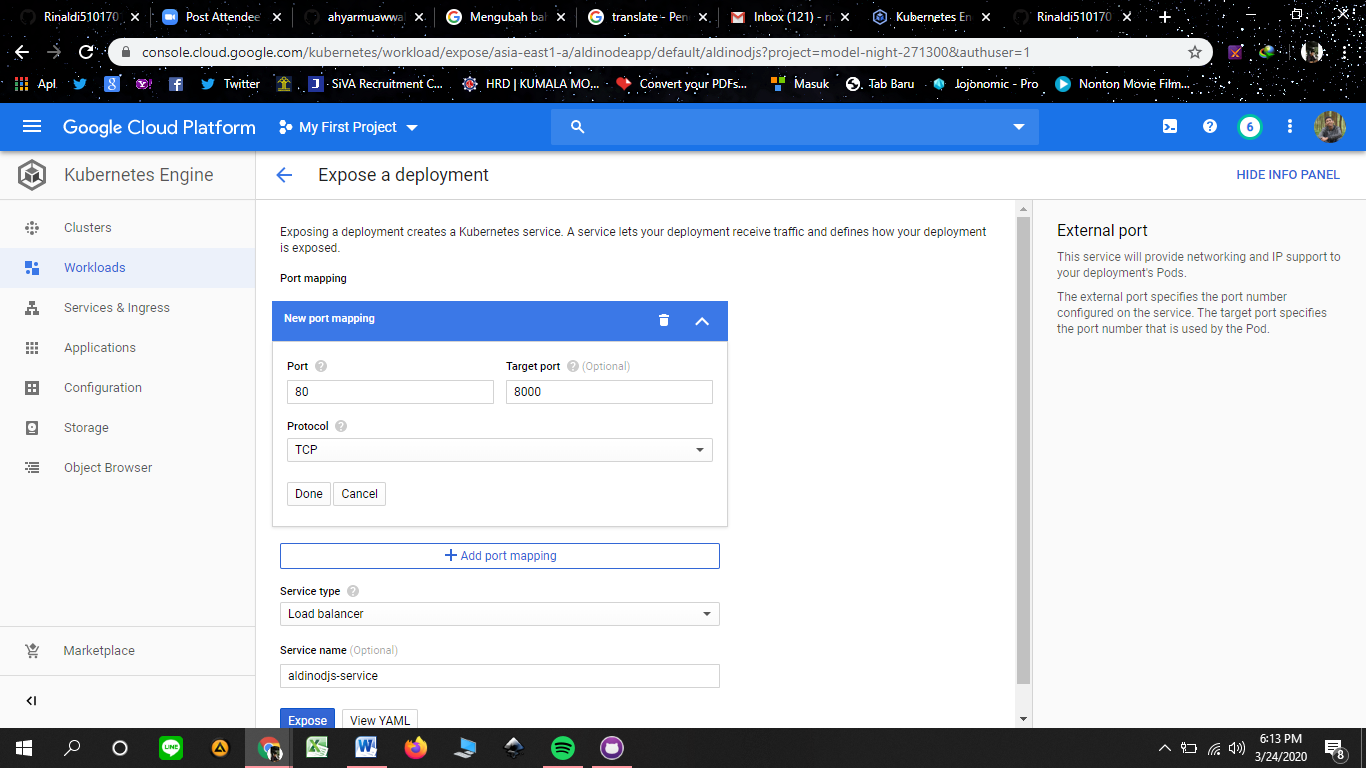 Rinaldi510170
Post Attendee
ahyarmuawwa
Mengubah bal
translate - Pen
Inbox (121) - ri
Kubernetes En
Rinaldi510170
console.cloud.google.com/kubernetes/workload/expose/asia-east1-a/aldinodeapp/default/aldinodjs?project=model-night-271300&authuser=1
Apl
Twitter
SiVA Recruitment C...
HRD | KUMALA MO...
Convert your PDFs...
Masuk
Tab Baru
Jojonomic - Pro
Nonton Movie Film...
Google Cloud Platform
My First Project
6
Kubernetes Engine
Expose a deployment
HIDE INFO PANEL
Clusters
Workloads
Services & Ingress
Applications
Configuration
Storage
Object Browser
Marketplace
Exposing a deployment creates a Kubernetes service. A service lets your deployment receive traffic and defines how your deployment
is exposed.
Port mapping
New port mapping
Port
Target port (Optional)
80
8000
Protocol
TCP
Done
Cancel
Add port mapping
Service type
Load balancer
Service name (Optional)
aldinodjs-service
Expose
View YAML
External port
This service will provide networking and IP support to
your deployment's Pods.
The external port specifies the port number
configured on the service. The target port specifies
the port number that is used by the Pod.
LINE
6:13 PM
3/24/2020
8